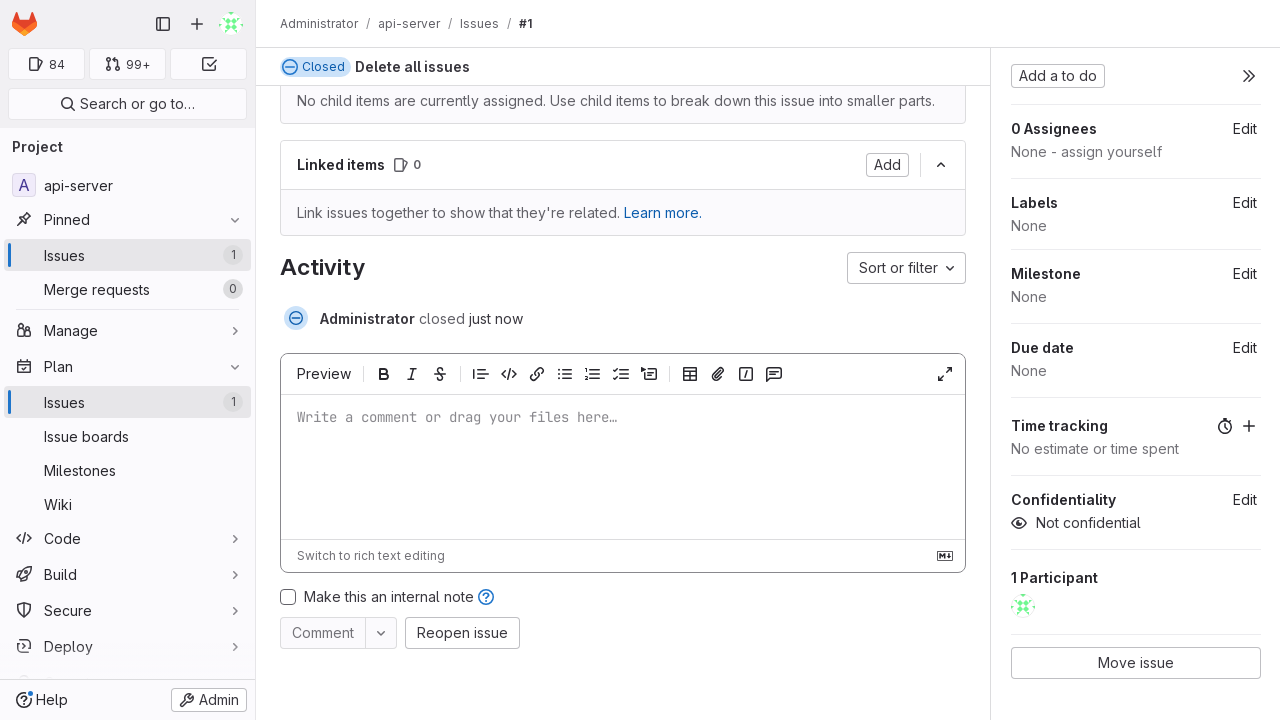 84
99+
Search or go to…
Project
A api-server
Pinned
Issues 1
Merge requests 0
Manage
Plan
Issues 1
Issue boards
Milestones
Wiki
Code
Build
Secure
Deploy
Help
Admin
Administrator / api-server / Issues / #1
Closed Delete all issues
No child items are currently assigned. Use child items to break down this issue into smaller parts.
Linked items 0
Add
Link issues together to show that they're related. Learn more.
Activity
Sort or filter
Administrator closed just now
Preview
Write a comment or drag your files here…
Switch to rich text editing
Make this an internal note
Comment
Reopen issue
Add a to do
0 Assignees Edit
None - assign yourself
Labels Edit
None
Milestone Edit
None
Due date Edit
None
Time tracking
No estimate or time spent
Confidentiality Edit
Not confidential
1 Participant
Move issue